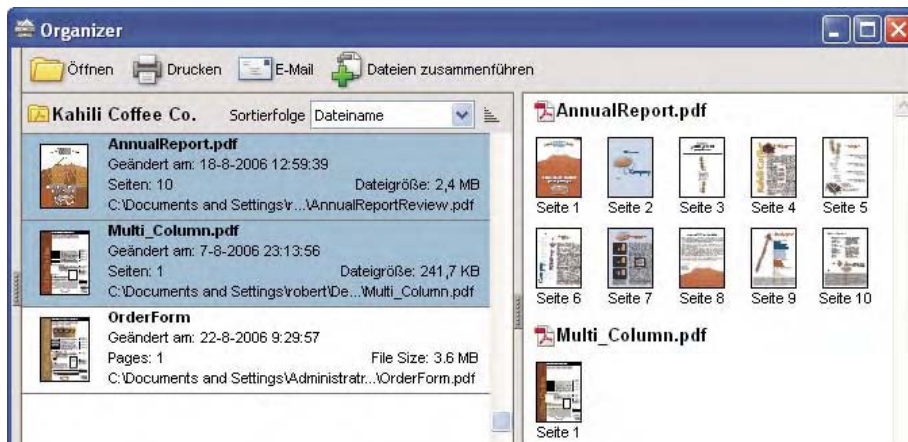 Organizer
Öffnen Drucken E-Mail Dateien zusammenführen
Kahili Coffee Co. Sortierfolge Dateiname
AnnualReport.pdf
Geändert am: 18-8-2006 12:59:39
Seiten: 10 Dateigröße: 2,4 MB
C:\Documents and Settings\r...\AnnualReportReview.pdf
Multi_Column.pdf
Geändert am: 7-8-2006 23:13:56
Seiten: 1 Dateigröße: 241,7 KB
C:\Documents and Settings\robert\De...\Multi_Column.pdf
OrderForm
Geändert am: 22-8-2006 9:29:57
Pages: 1 File Size: 3.6 MB
C:\Documents and Settings\Administratr...\OrderForm.pdf
AnnualReport.pdf
Seite 1 Seite 2 Seite 3 Seite 4 Seite 5
Seite 6 Seite 7 Seite 8 Seite 9 Seite 10
Multi_Column.pdf
Seite 1